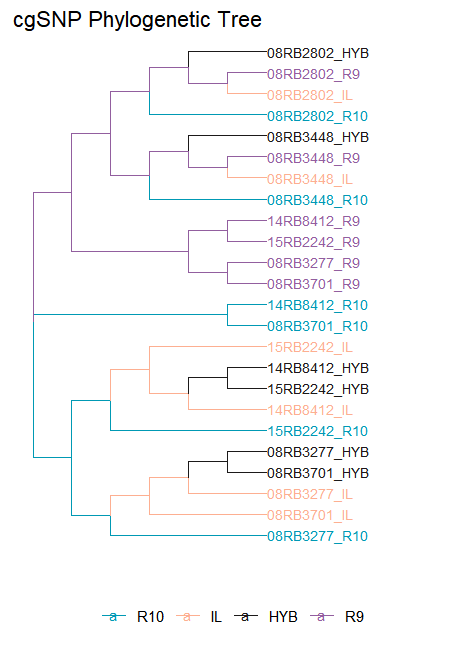 cgSNP Phylogenetic Tree
08RB2802_HYB
08RB2802_R9
08RB2802_IL
08RB2802_R10
08RB3448_HYB
08RB3448_R9
08RB3448_IL
08RB3448_R10
14RB8412_R9
15RB2242_R9
08RB3277_R9
08RB3701_R9
14RB8412_R10
08RB3701_R10
15RB2242_IL
14RB8412_HYB
15RB2242_HYB
14RB8412_IL
15RB2242_R10
08RB3277_HYB
08RB3701_HYB
08RB3277_IL
08RB3701_IL
08RB3277_R10
a R10 a IL a HYB a R9